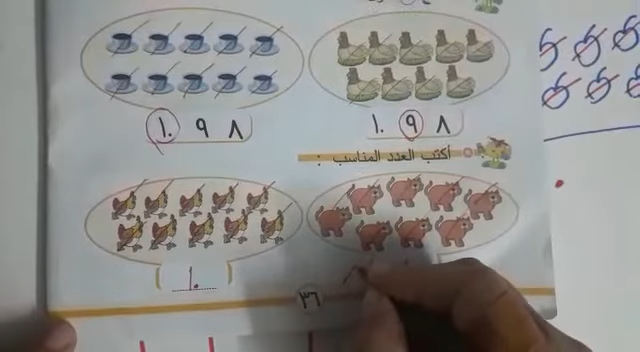 ٨ ٩ ١٠
٨ ٩ ١٠
أكتب العدد المناسب :
١٠
٣٦